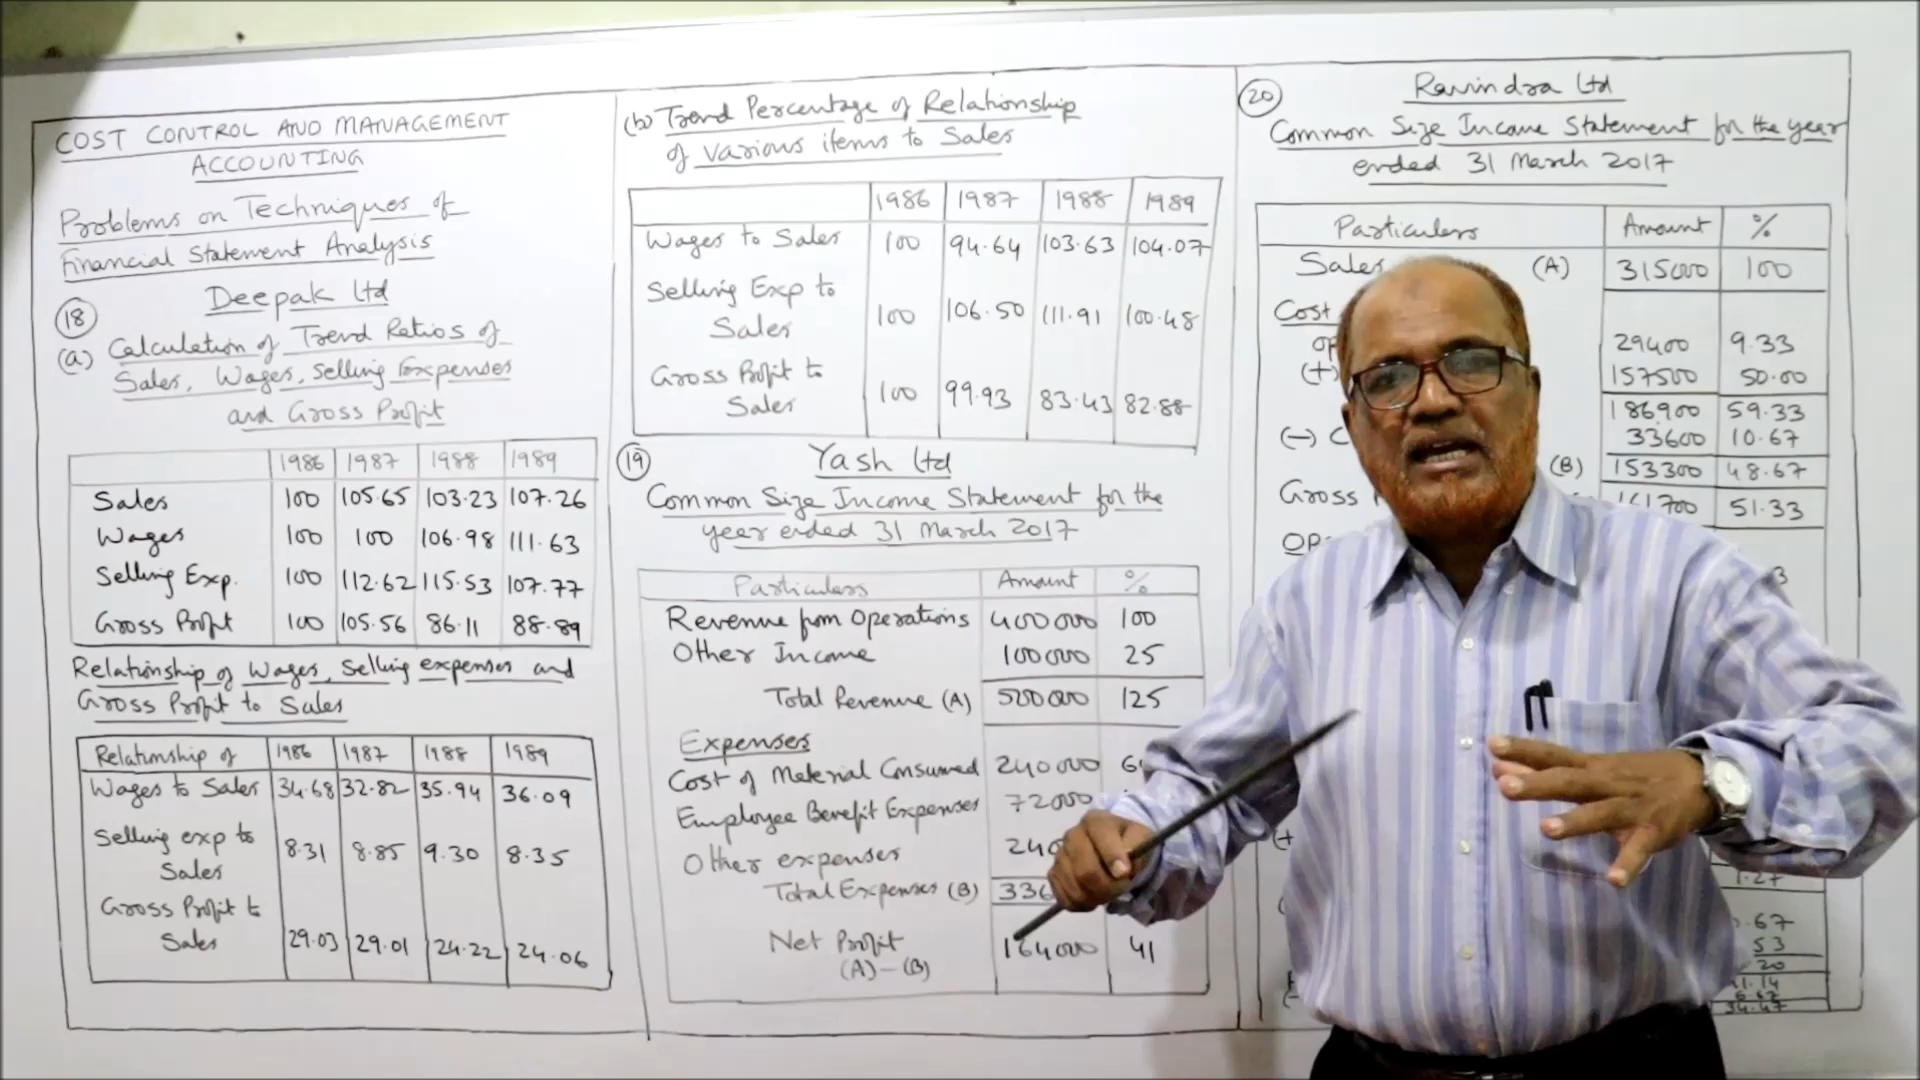 COST CONTROL AND MANAGEMENT
ACCOUNTING
Problems on Techniques of
Financial Statement Analysis
(18) Deepak Ltd
(a) Calculation of Trend Ratios of
Sales, Wages, Selling Expenses
and Gross Profit
1986 1987 1988 1989
Sales 100 105.65 103.23 107.26
Wages 100 100 106.98 111.63
Selling Exp. 100 112.62 115.53 107.77
Gross Profit 100 105.56 86.11 88.89
Relationship of Wages, Selling expenses and
Gross Profit to Sales
Relationship of 1986 1987 1988 1989
Wages to Sales 34.68 32.82 35.94 36.09
Selling exp to
Sales 8.31 8.85 9.30 8.35
Gross Profit to
Sales 29.03 29.01 24.22 24.06
(b) Trend Percentage of Relationship
of various items to Sales
1986 1987 1988 1989
Wages to Sales 100 94.64 103.63 104.07
Selling Exp to
Sales 100 106.50 111.91 100.48
Gross Profit to
Sales 100 99.93 83.43 82.88
(19) Yash Ltd
Common Size Income Statement for the
year ended 31 March 2017
Particulars Amount %
Revenue from Operations 400000 100
Other Income 100000 25
Total Revenue (A) 500000 125
Expenses
Cost of Material Consumed 240000
Employee Benefit Expenses 72000
Other expenses
Total Expenses (B)
Net Profit 164000 41
(A) - (B)
(20) Ravindra Ltd
Common Size Income Statement for the year
ended 31 March 2017
Particulars Amount %
Sales (A) 315000 100
Cost
29400 9.33
(+) 157500 50.00
186900 59.33
(-) 33600 10.67
(B) 153300 48.67
Gross 161700 51.33